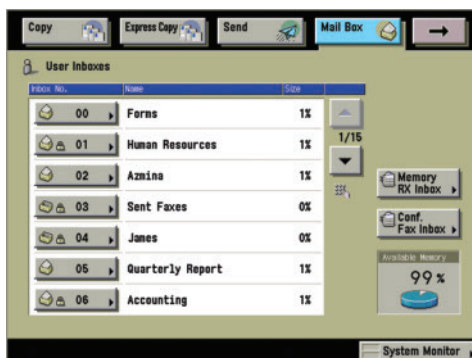 Copy Express Copy Send Mail Box
User Inboxes
Inbox No. Name Size
00 Forms 1%
01 Human Resources 1%
1/15
02 Azmina 1%
Memory
RX Inbox
03 Sent Faxes 0%
Conf.
Fax Inbox
04 James 0%
Available Memory
05 Quarterly Report 1%
99 %
06 Accounting 1%
System Monitor